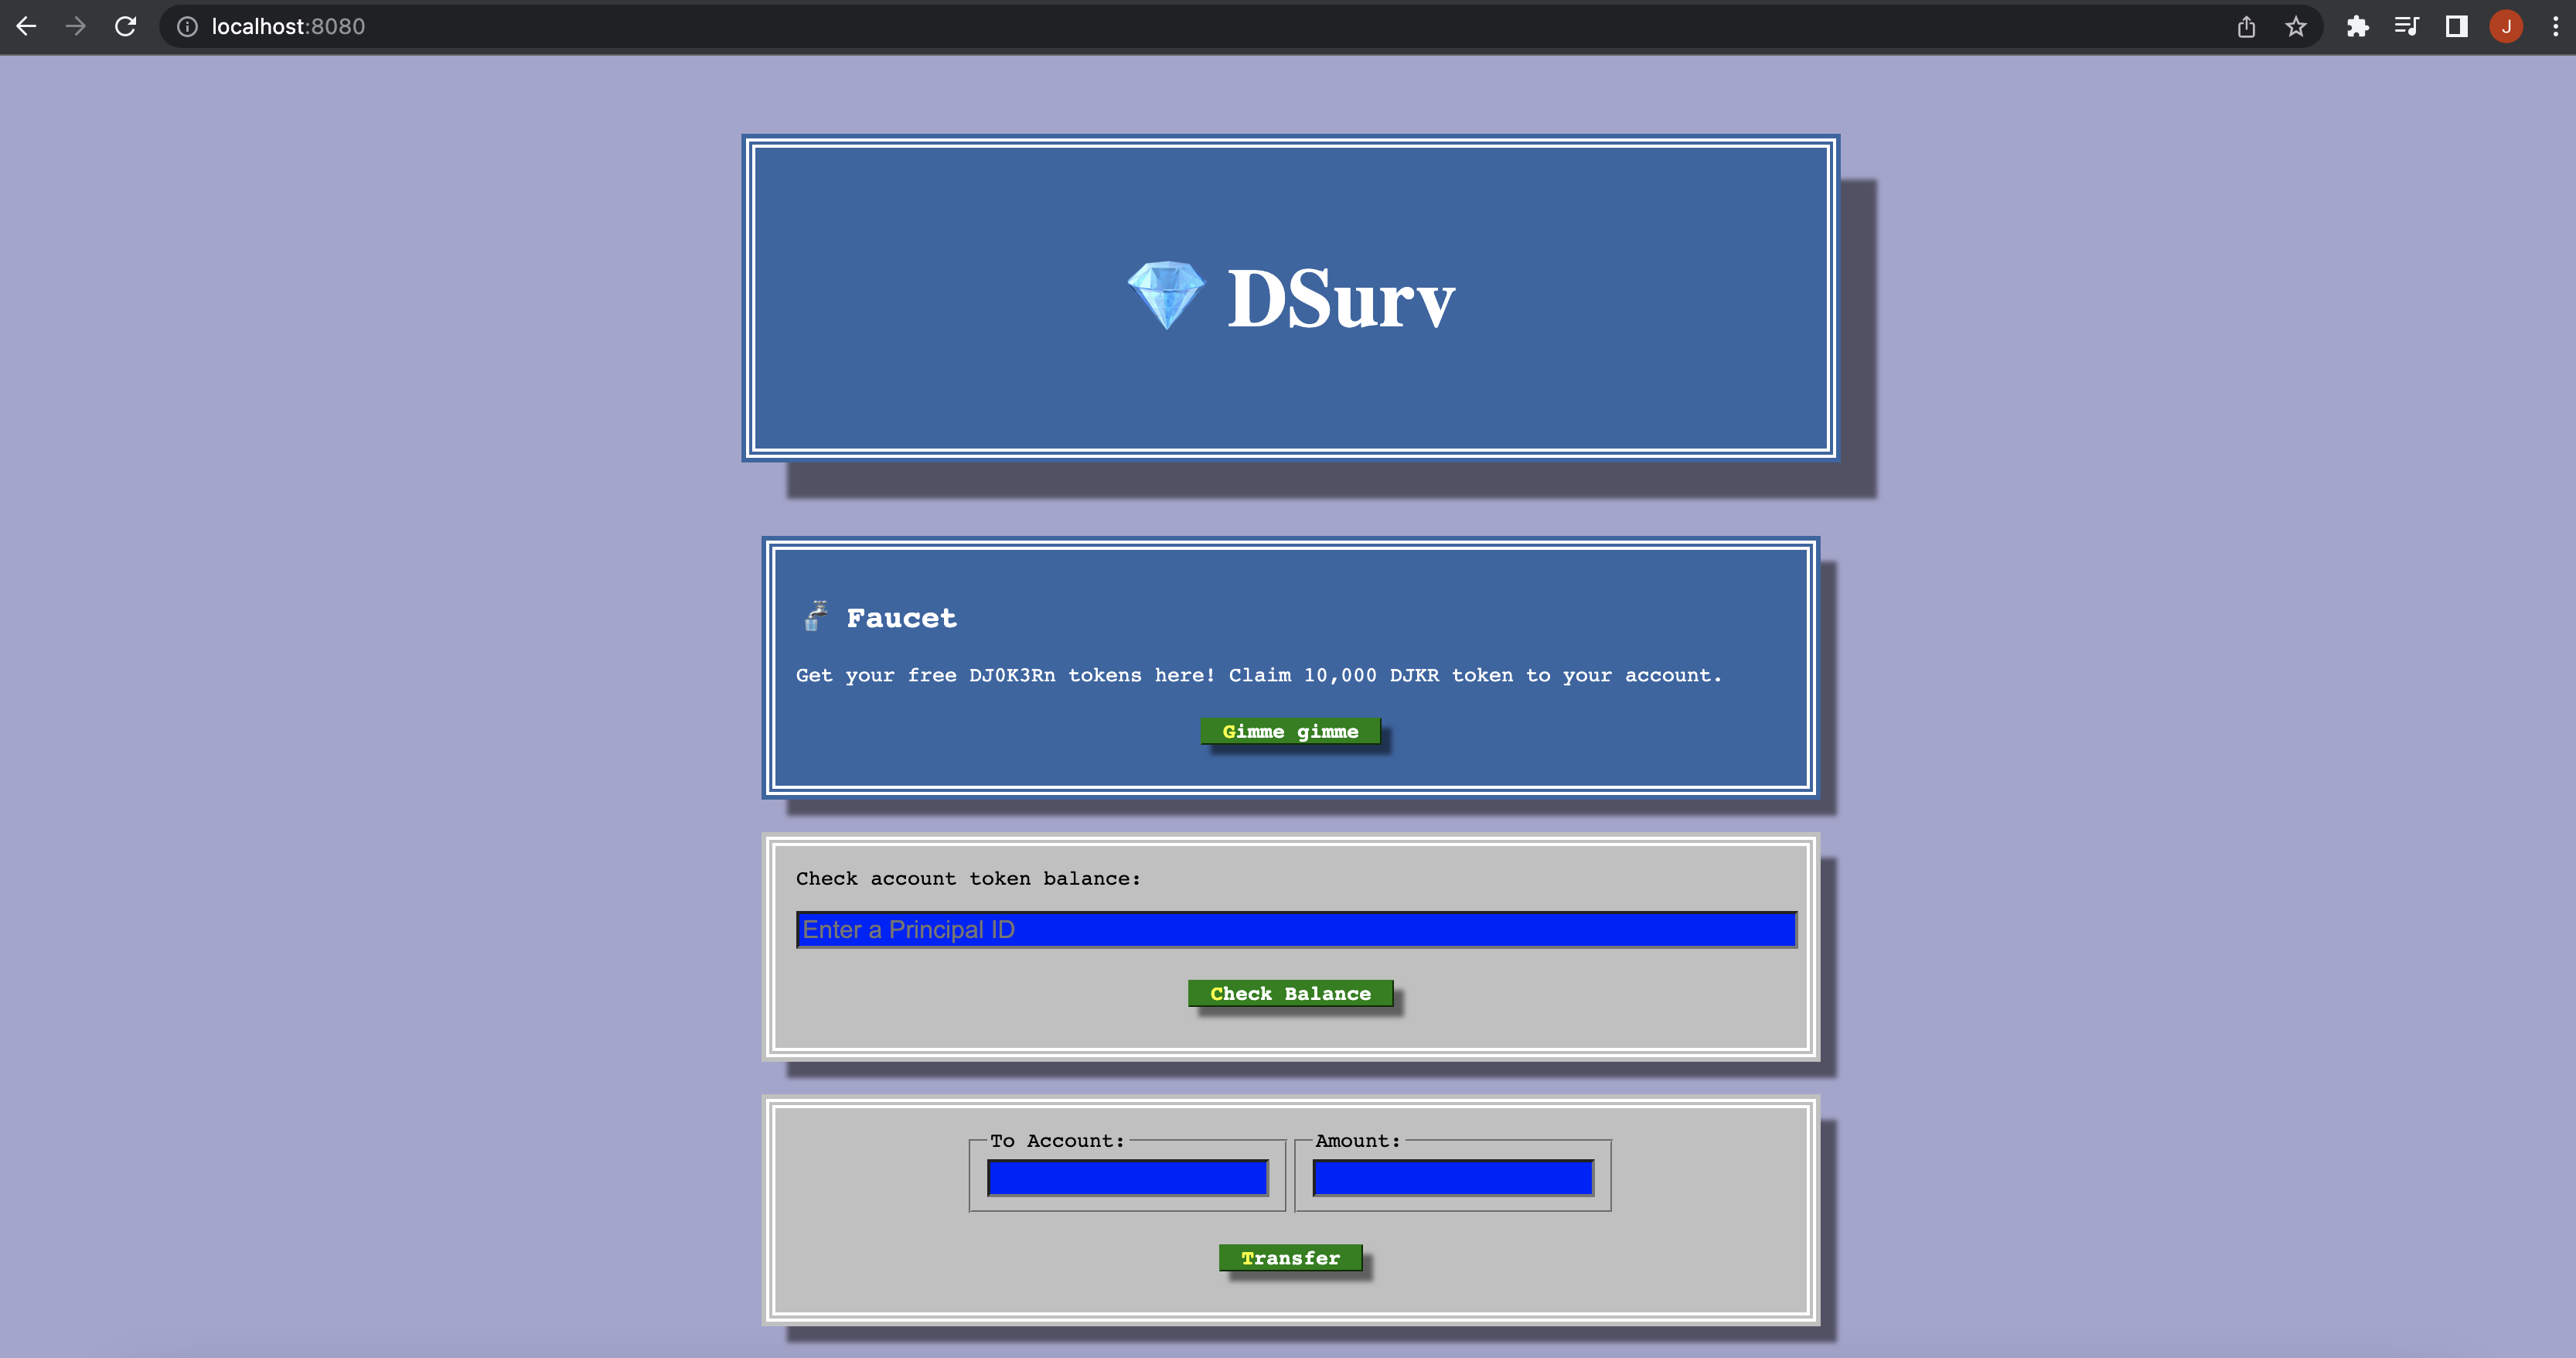 localhost:8080
J
DSurv
Faucet
Get your free DJ0K3Rn tokens here! Claim 10,000 DJKR token to your account.
Gimme gimme
Check account token balance:
Enter a Principal ID
Check Balance
To Account: Amount:
Transfer